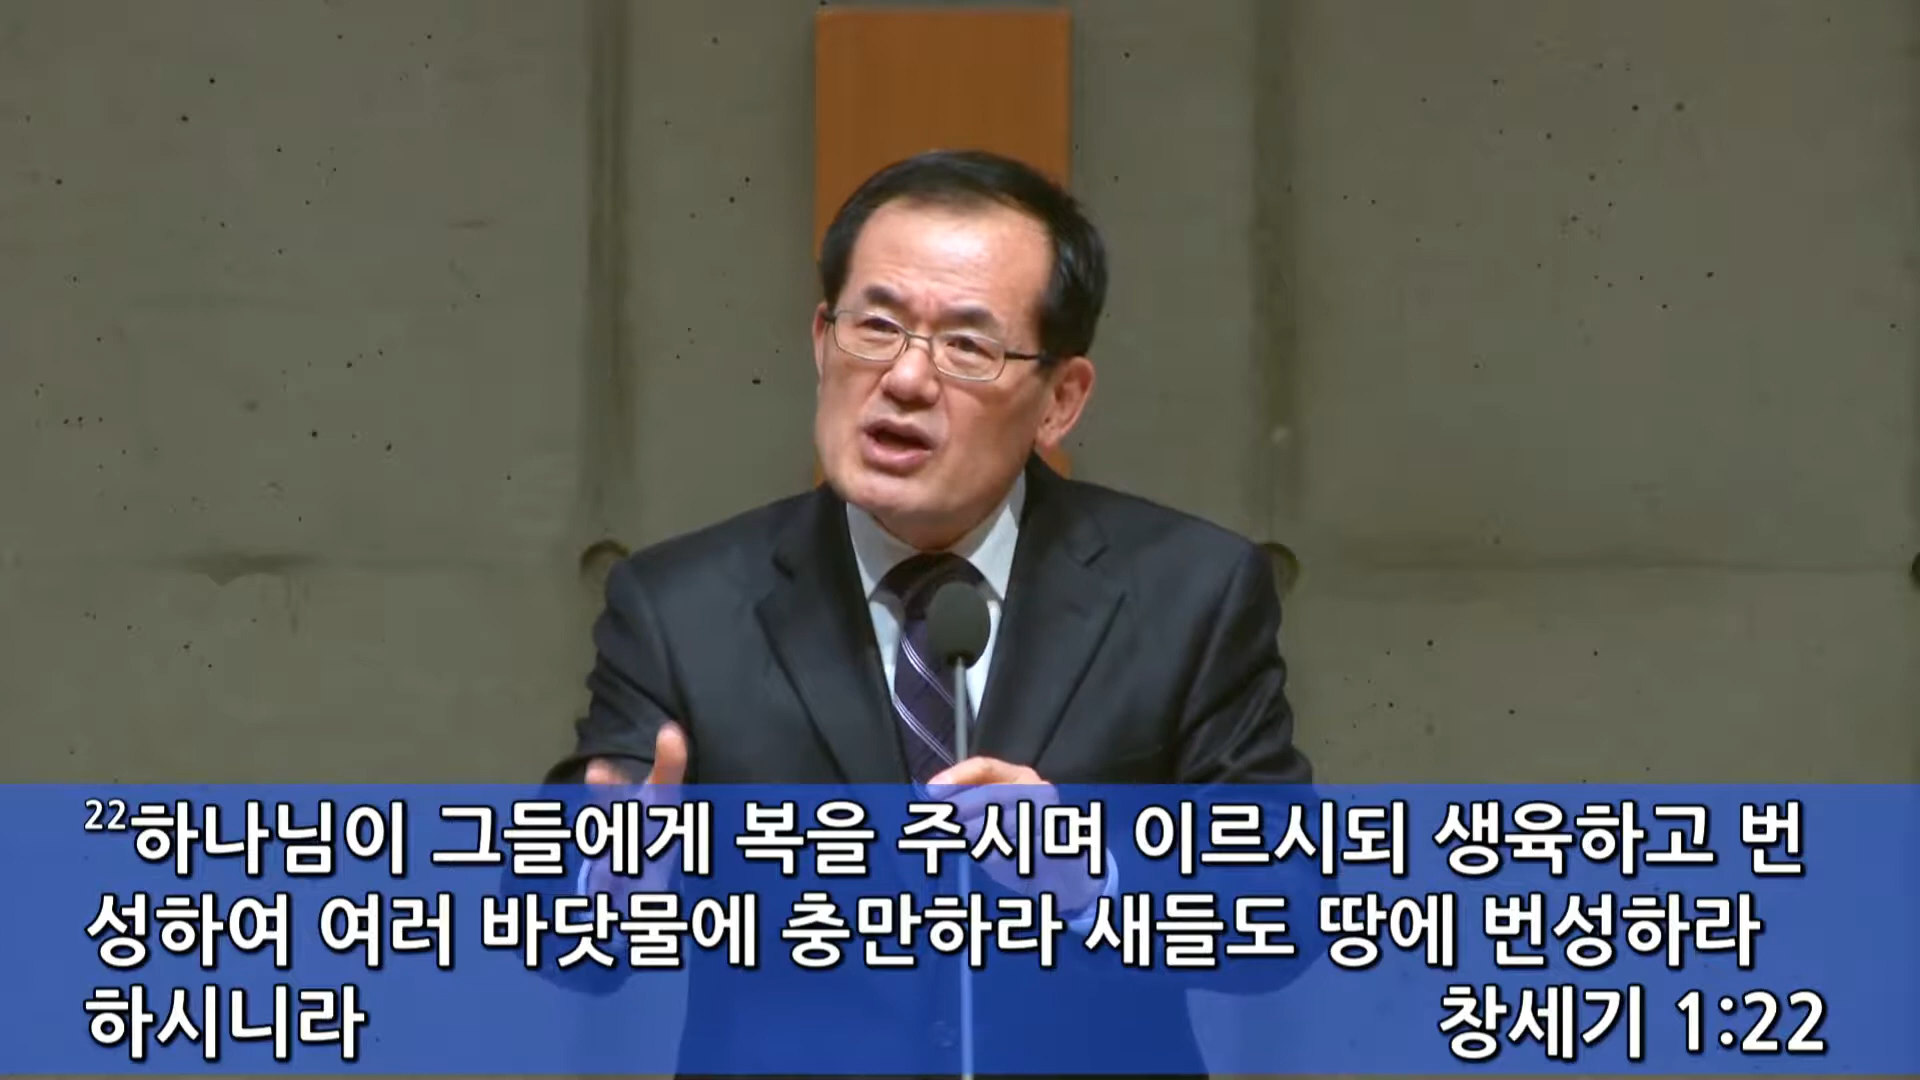 22하나님이 그들에게 복을 주시며 이르시되 생육하고 번
성하여 여러 바닷물에 충만하라 새들도 땅에 번성하라
하시니라 창세기 1:22